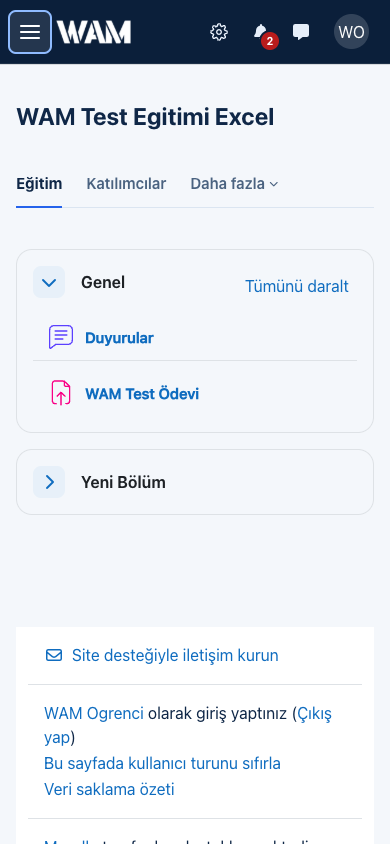 WAM
2
WO
WAM Test Egitimi Excel
Eğitim
Katılımcılar
Daha fazla
Genel
Tümünü daralt
Duyurular
WAM Test Ödevi
Yeni Bölüm
Site desteğiyle iletişim kurun
WAM Ogrenci olarak giriş yaptınız (Çıkış
yap)
Bu sayfada kullanıcı turunu sıfırla
Veri saklama özeti